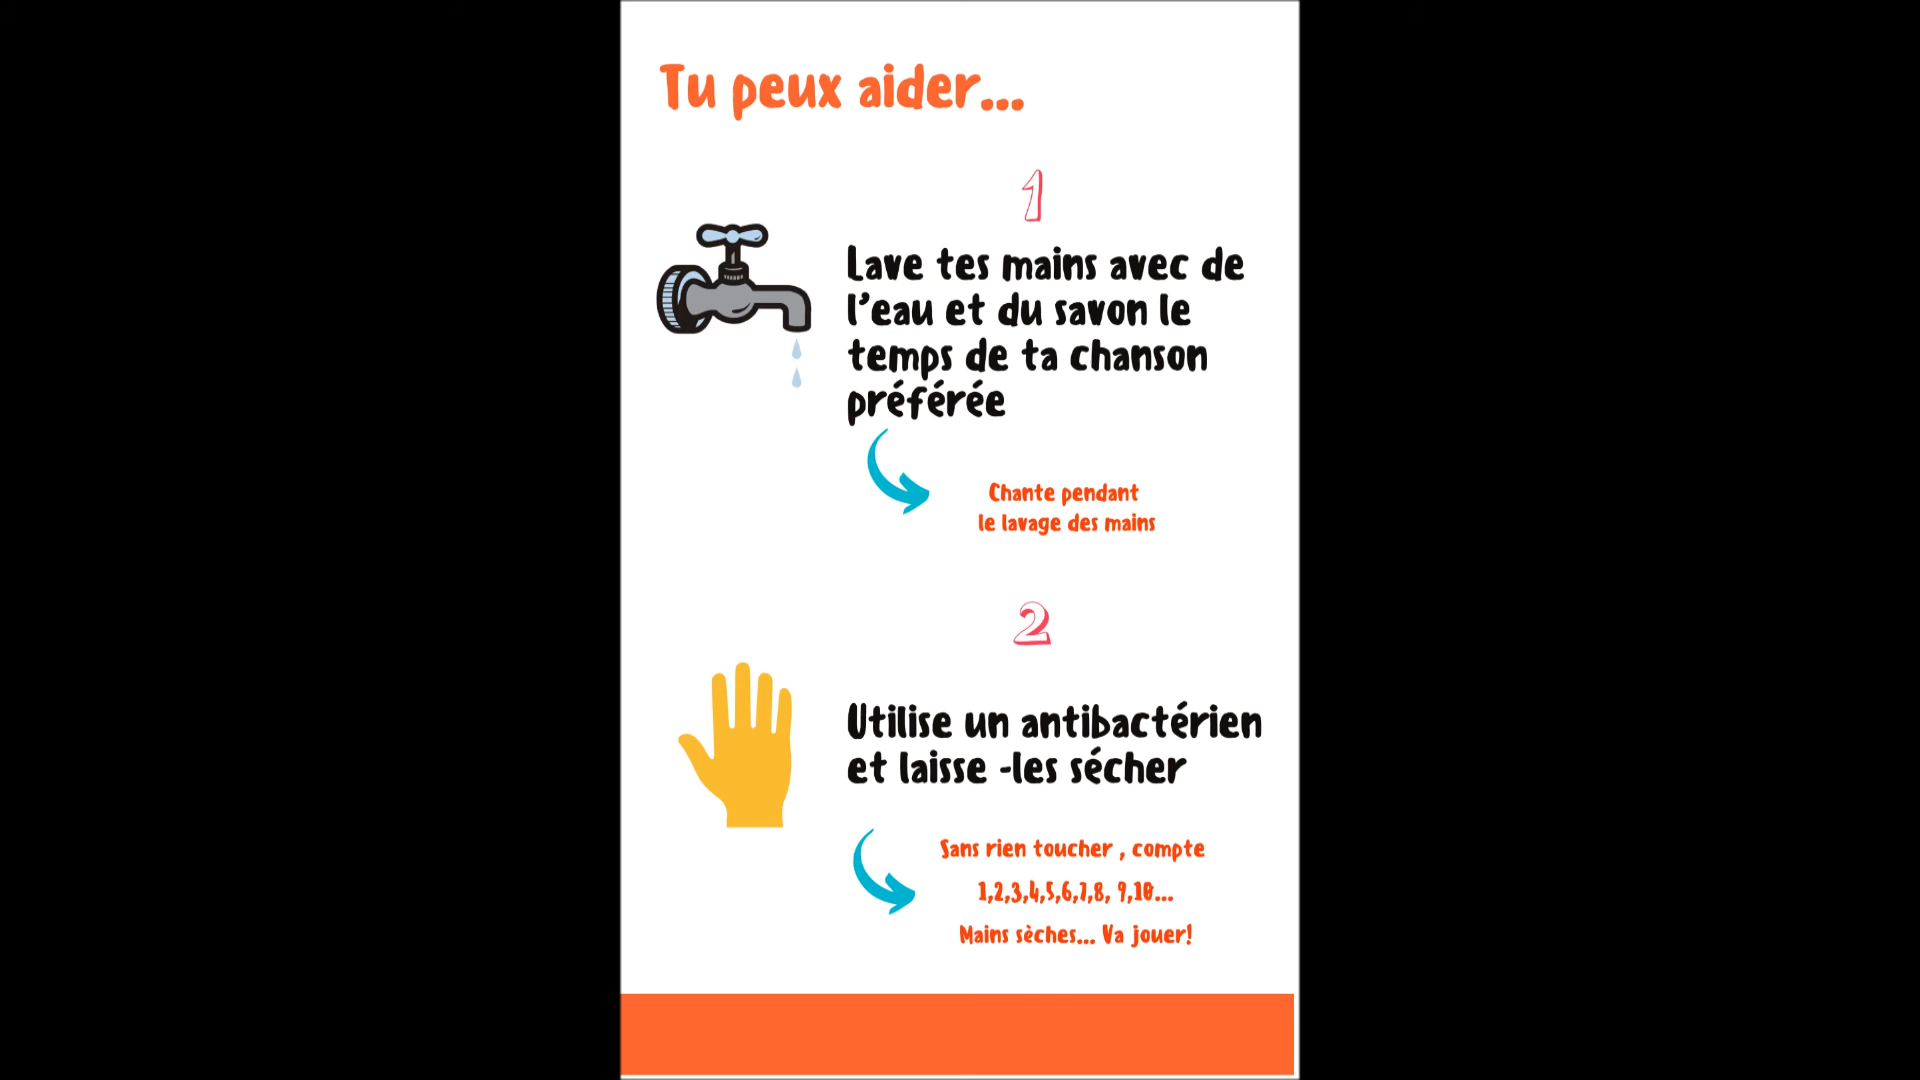 Tu peux aider...
1
Lave tes mains avec de
l'eau et du savon le
temps de ta chanson
préférée
Chante pendant
le lavage des mains
2
Utilise un antibactérien
et laisse -les sécher
Sans rien toucher , compte
1,2,3,4,5,6,7,8, 9,10...
Mains sèches... Va jouer!